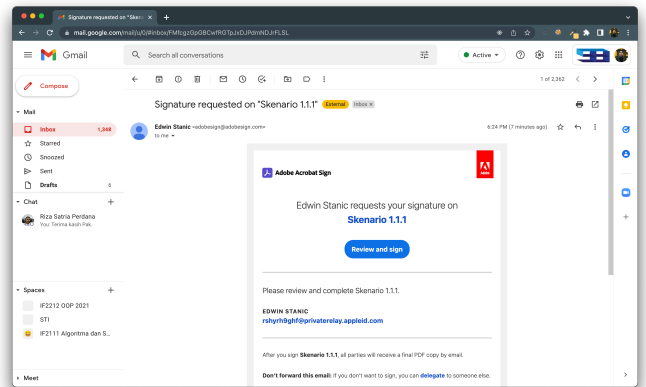 Signature requested on "Skena
mail.google.com/mail/u/0/#inbox/FMfcgzGpGBCwfRGTpJxDJPdmNDJrFLSL
Gmail
Search all conversations
Active
Compose
1 of 2,362
Signature requested on "Skenario 1.1.1" External Inbox ×
Mail
Inbox 1,348
Starred
Snoozed
Sent
Drafts 6
Edwin Stanic <adobesign@adobesign.com>
to me
6:24 PM (7 minutes ago)
Chat
Riza Satria Perdana
You: Terima kasih Pak.
Spaces
IF2212 OOP 2021
STI
IF2111 Algoritma dan S...
Meet
Adobe Acrobat Sign
Adobe
Edwin Stanic requests your signature on
Skenario 1.1.1
Review and sign
Please review and complete Skenario 1.1.1.
EDWIN STANIC
rshyrh9ghf@privaterelay.appleid.com
After you sign Skenario 1.1.1, all parties will receive a final PDF copy by email.
Don't forward this email: If you don't want to sign, you can delegate to someone else.